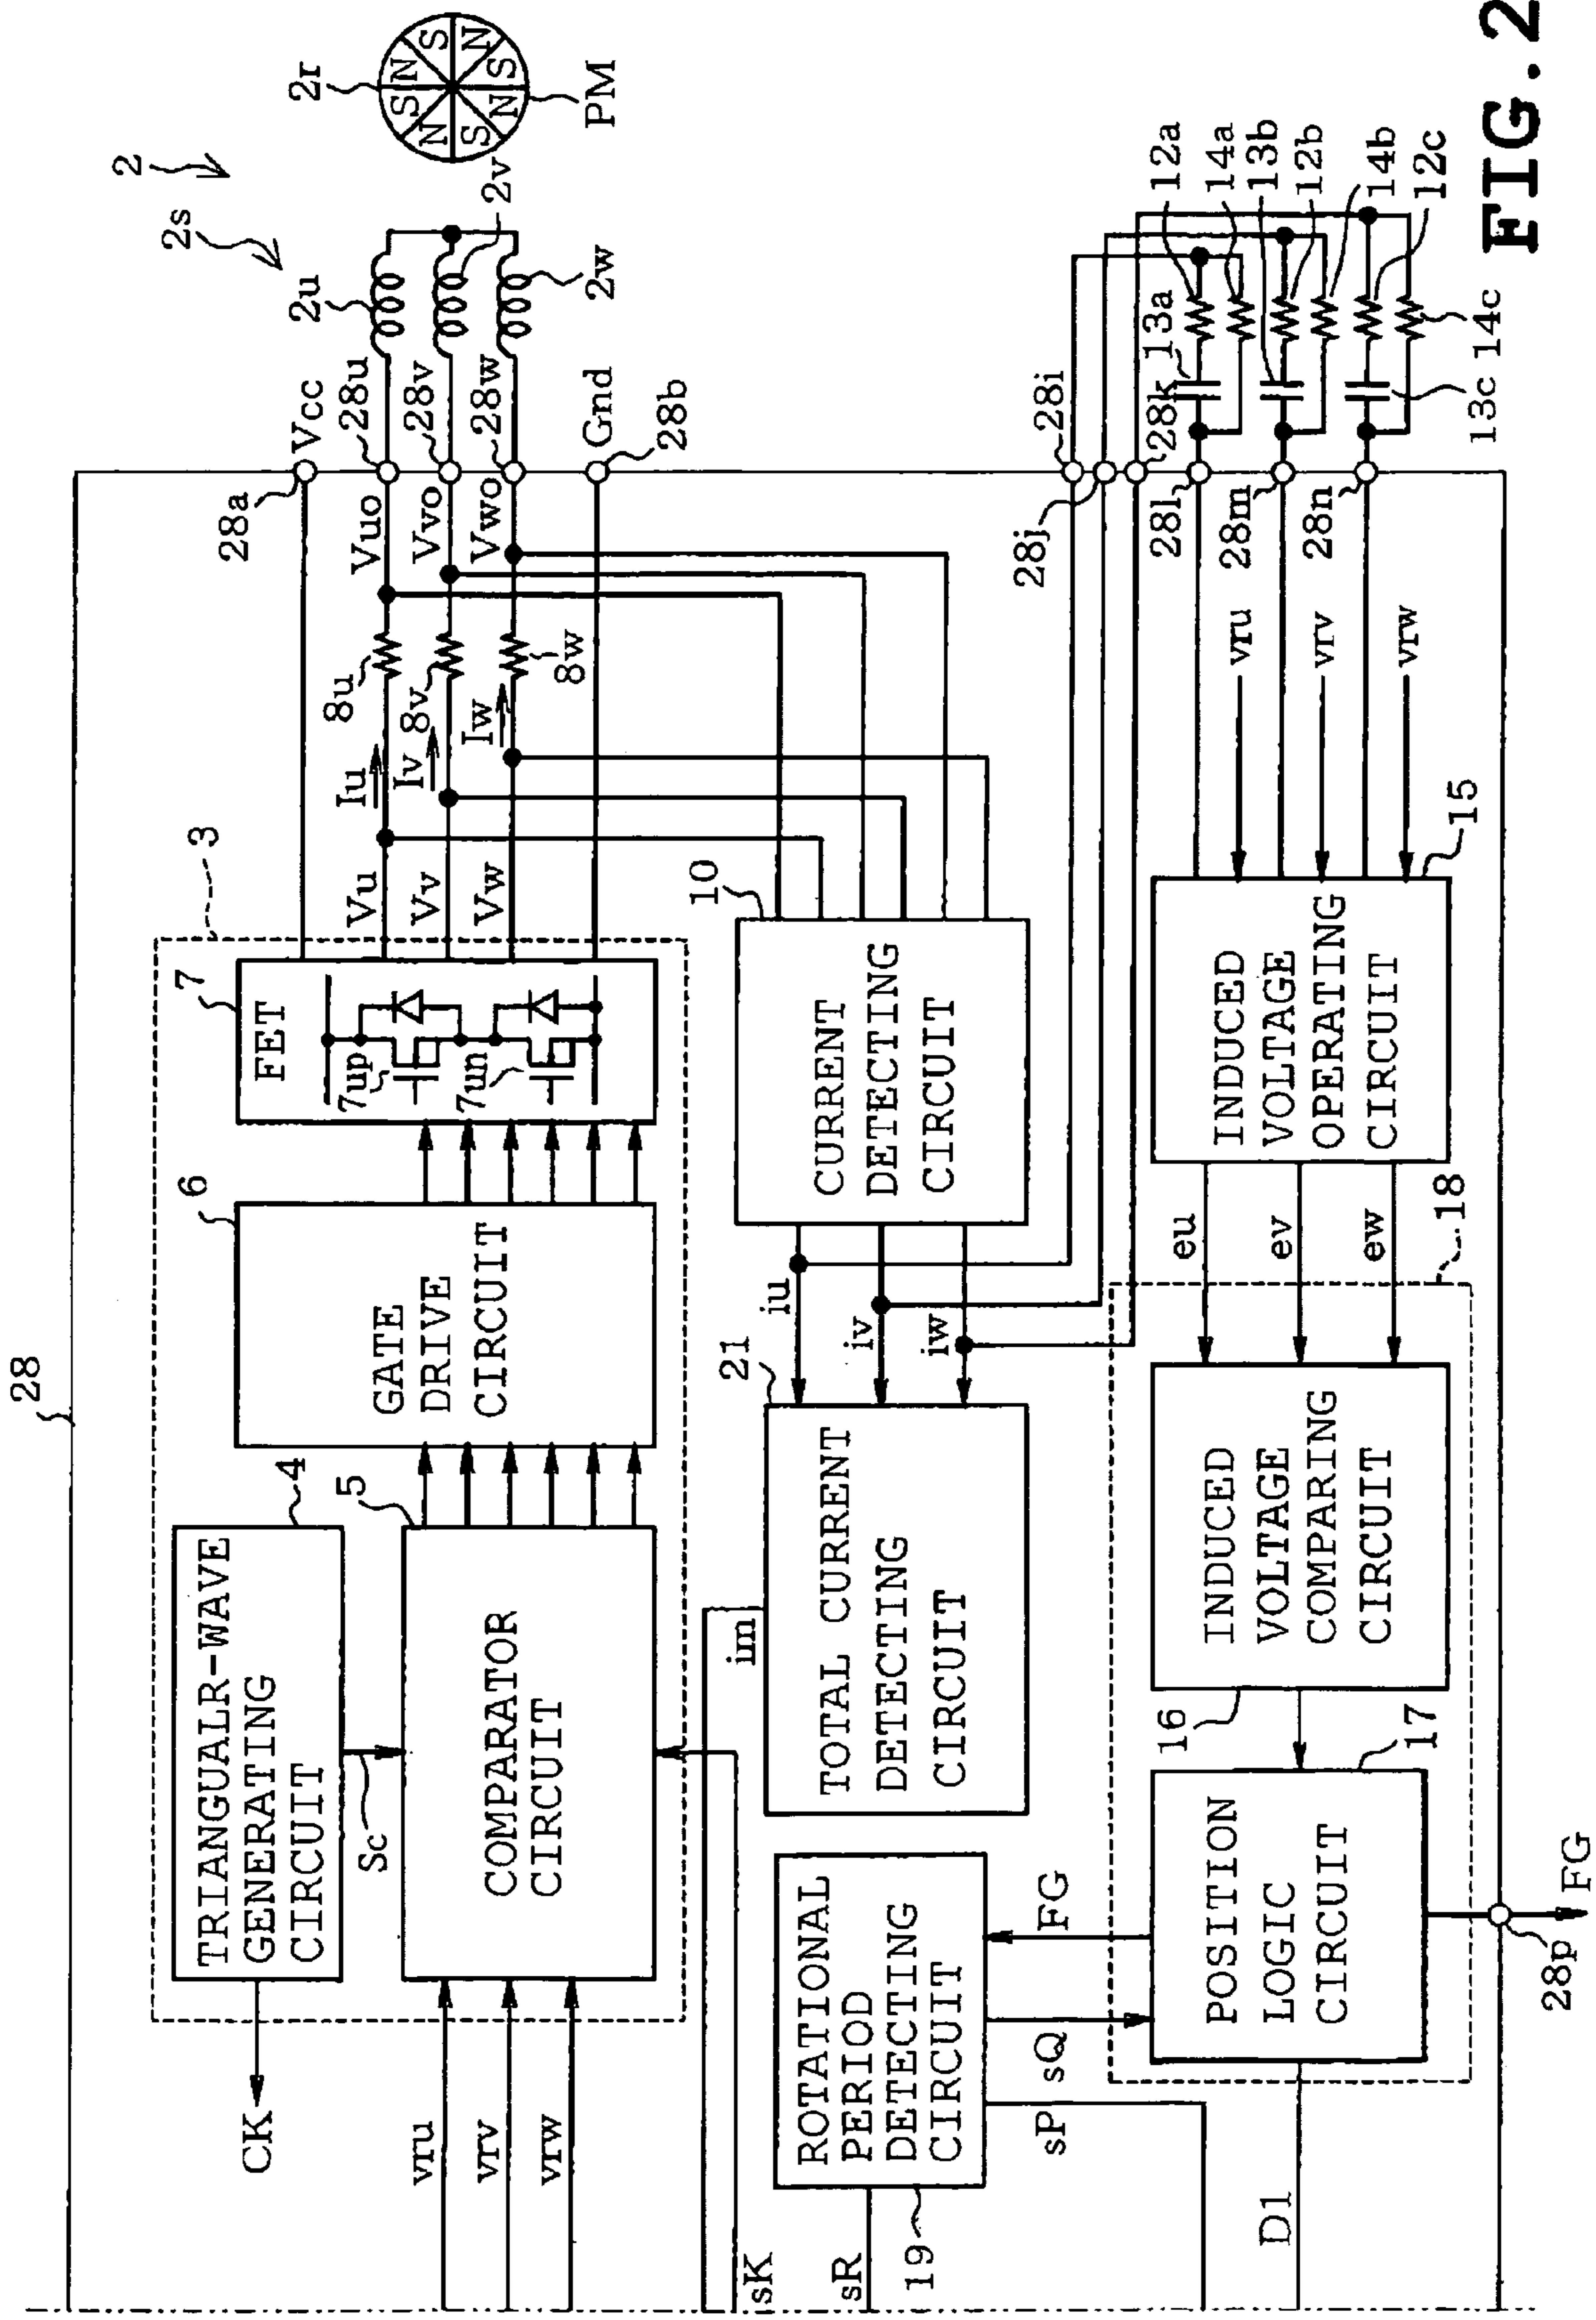 FIG.2
28
CK
TRIANGUALR-WAVE
GENERATING
CIRCUIT
4
Sc
3
vru
vrv
vrw
COMPARATOR
CIRCUIT
5
GATE
DRIVE
CIRCUIT
6
FET
7
7up
7un
Vu
Vv
Vw
Iu
Iv
Iw
8u
8v
8w
Vuo
Vvo
Vwo
28a
Vcc
28u
28v
28w
Gnd
28b
2
2s
2u
2v
2w
2r
N
S
N
S
N
S
N
S
PM
sK
im
TOTAL CURRENT
DETECTING
CIRCUIT
21
iu
iv
iw
CURRENT
DETECTING
CIRCUIT
10
sR
19
ROTATIONAL
PERIOD
DETECTING
CIRCUIT
sP
sQ
FG
28i
28j
28k
28l
28m
28n
13a
12a
14a
13b
12b
14b
12c
13c
14c
D1
POSITION
LOGIC
CIRCUIT
17
16
INDUCED
VOLTAGE
COMPARING
CIRCUIT
18
eu
ev
ew
INDUCED
VOLTAGE
OPERATING
CIRCUIT
15
vru
vrv
vrw
28p
FG